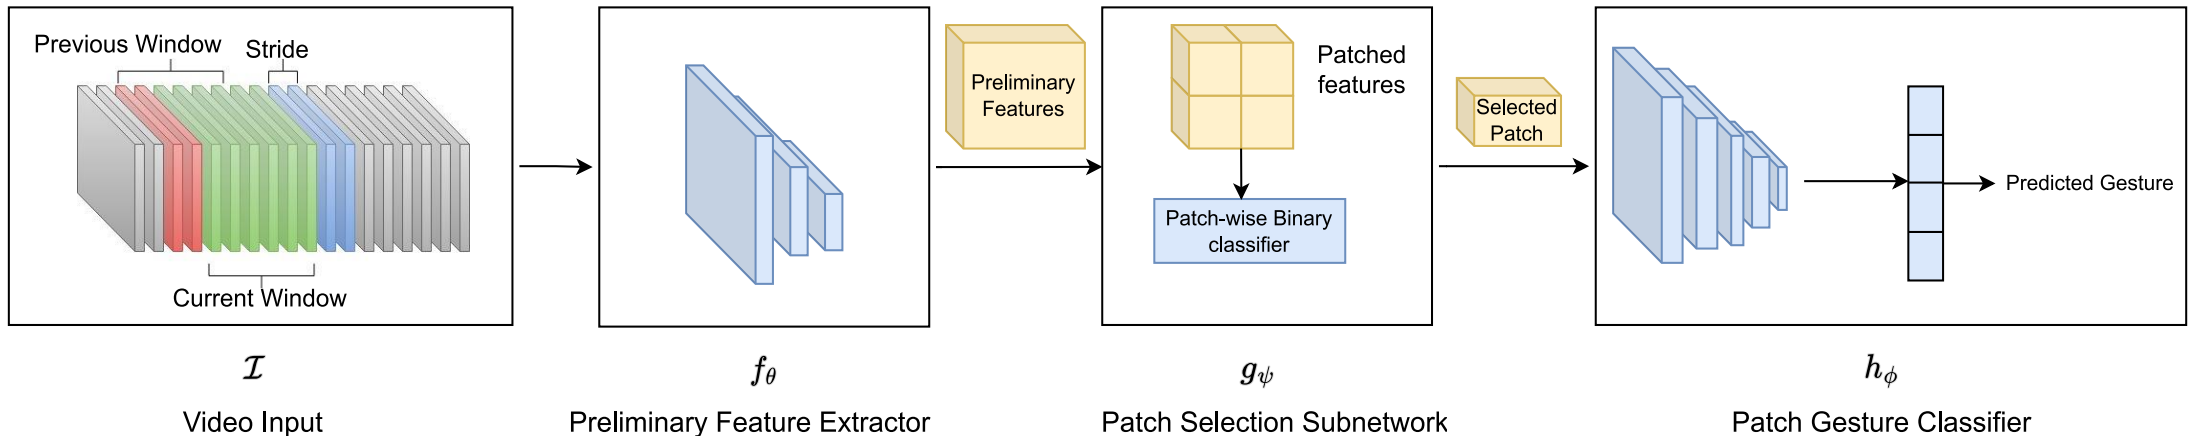 Previous Window
Stride
Current Window
Preliminary
Features
Patched
features
Patch-wise Binary
classifier
Selected
Patch
Predicted Gesture
𝓘
f_θ
g_ψ
h_ϕ
Video Input
Preliminary Feature Extractor
Patch Selection Subnetwork
Patch Gesture Classifier